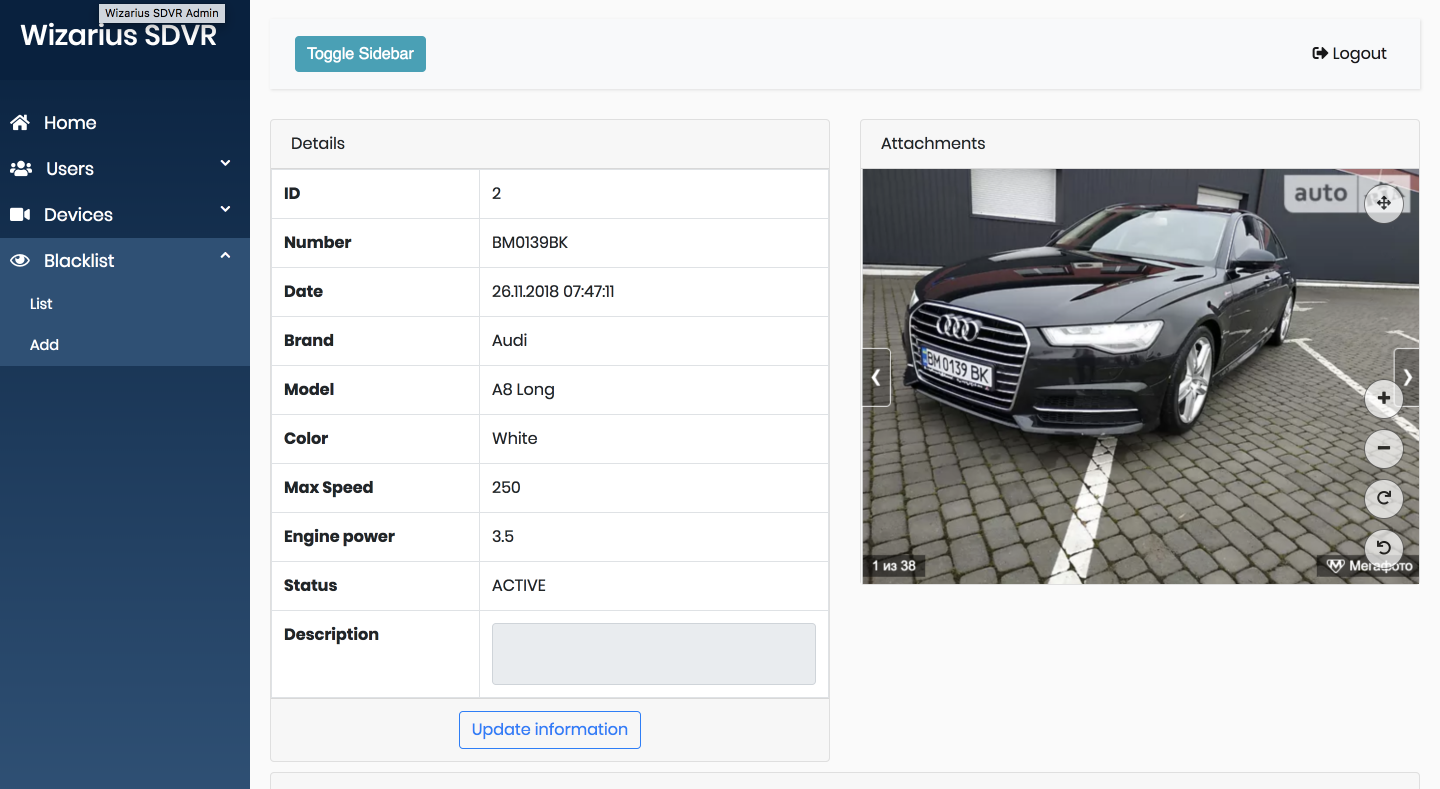 Wizarius SDVR Admin
Wizarius SDVR
Toggle Sidebar
Logout
Home
Users
Devices
Blacklist
List
Add
Details
ID 2
Number BM0139BK
Date 26.11.2018 07:47:11
Brand Audi
Model A8 Long
Color White
Max Speed 250
Engine power 3.5
Status ACTIVE
Description
Update information
Attachments
auto
BM 0139 BK
1 из 38
Мегафото